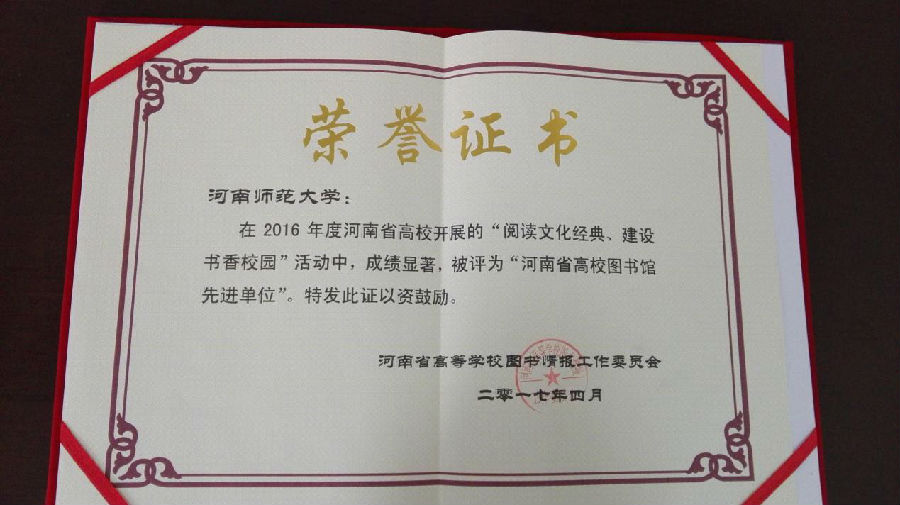 荣誉证书
河南师范大学：
在 2016 年度河南省高校开展的“阅读文化经典、建设
书香校园”活动中，成绩显著，被评为“河南省高校图书馆
先进单位”。特发此证以资鼓励。
河南省高等学校图书情报工作委员会
二零一七年四月